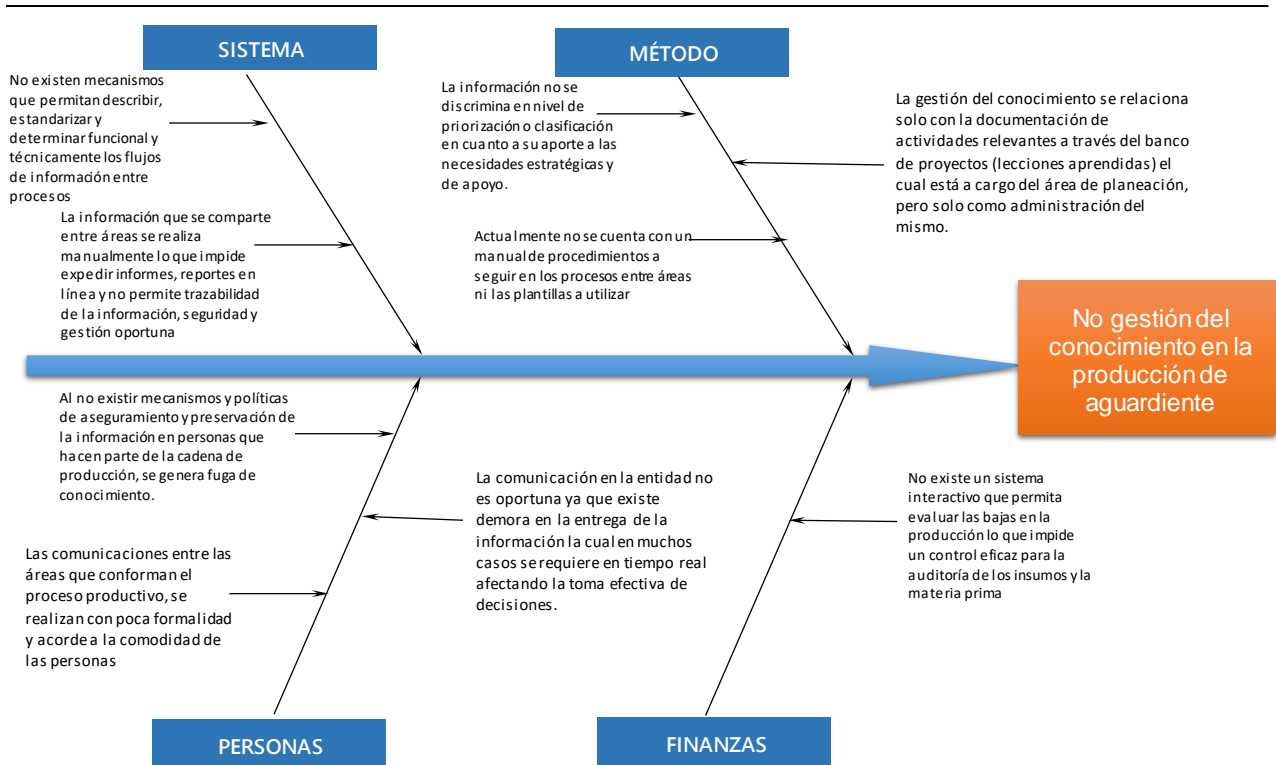 SISTEMA
MÉTODO
No existen mecanismos
que permitan describir,
estandarizar y
determinar funcional y
técnicamente los flujos
de información entre
procesos
La información que se comparte
entre áreas se realiza
manualmente lo que impide
expedir informes, reportes en
línea y no permite trazabilidad
de la información, seguridad y
gestión oportuna
La información no se
discrimina en nivel de
priorización o clasificación
en cuanto a su aporte a las
necesidades estratégicas y
de apoyo.
La gestión del conocimiento se relaciona
solo con la documentación de
actividades relevantes a través del banco
de proyectos (lecciones aprendidas) el
cual está a cargo del área de planeación,
pero solo como administración del
mismo.
Actualmente no se cuenta con un
manual de procedimientos a
seguir en los procesos entre áreas
ni las plantillas a utilizar
No gestión del
conocimiento en la
producción de
aguardiente
Al no existir mecanismos y políticas
de aseguramiento y preservación de
la información en personas que
hacen parte de la cadena de
producción, se genera fuga de
conocimiento.
Las comunicaciones entre las
áreas que conforman el
proceso productivo, se
realizan con poca formalidad
y acorde a la comodidad de
las personas
La comunicación en la entidad no
es oportuna ya que existe
demora en la entrega de la
información la cual en muchos
casos se requiere en tiempo real
afectando la toma efectiva de
decisiones.
No existe un sistema
interactivo que permita
evaluar las bajas en la
producción lo que impide
un control eficaz para la
auditoría de los insumos y la
materia prima
PERSONAS
FINANZAS